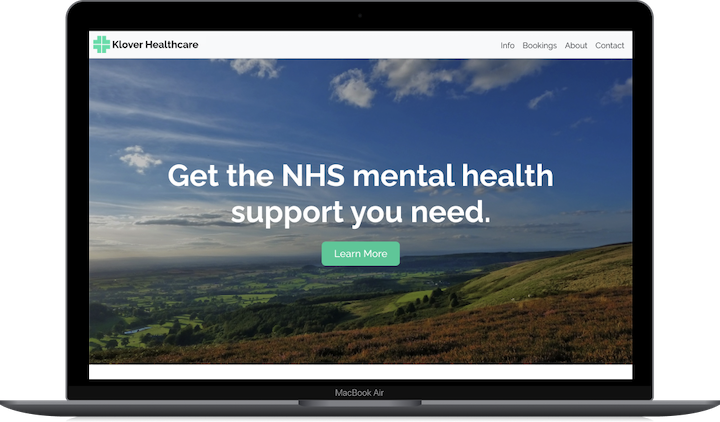 Klover Healthcare
Info Bookings About Contact
Get the NHS mental health
support you need.
Learn More
MacBook Air